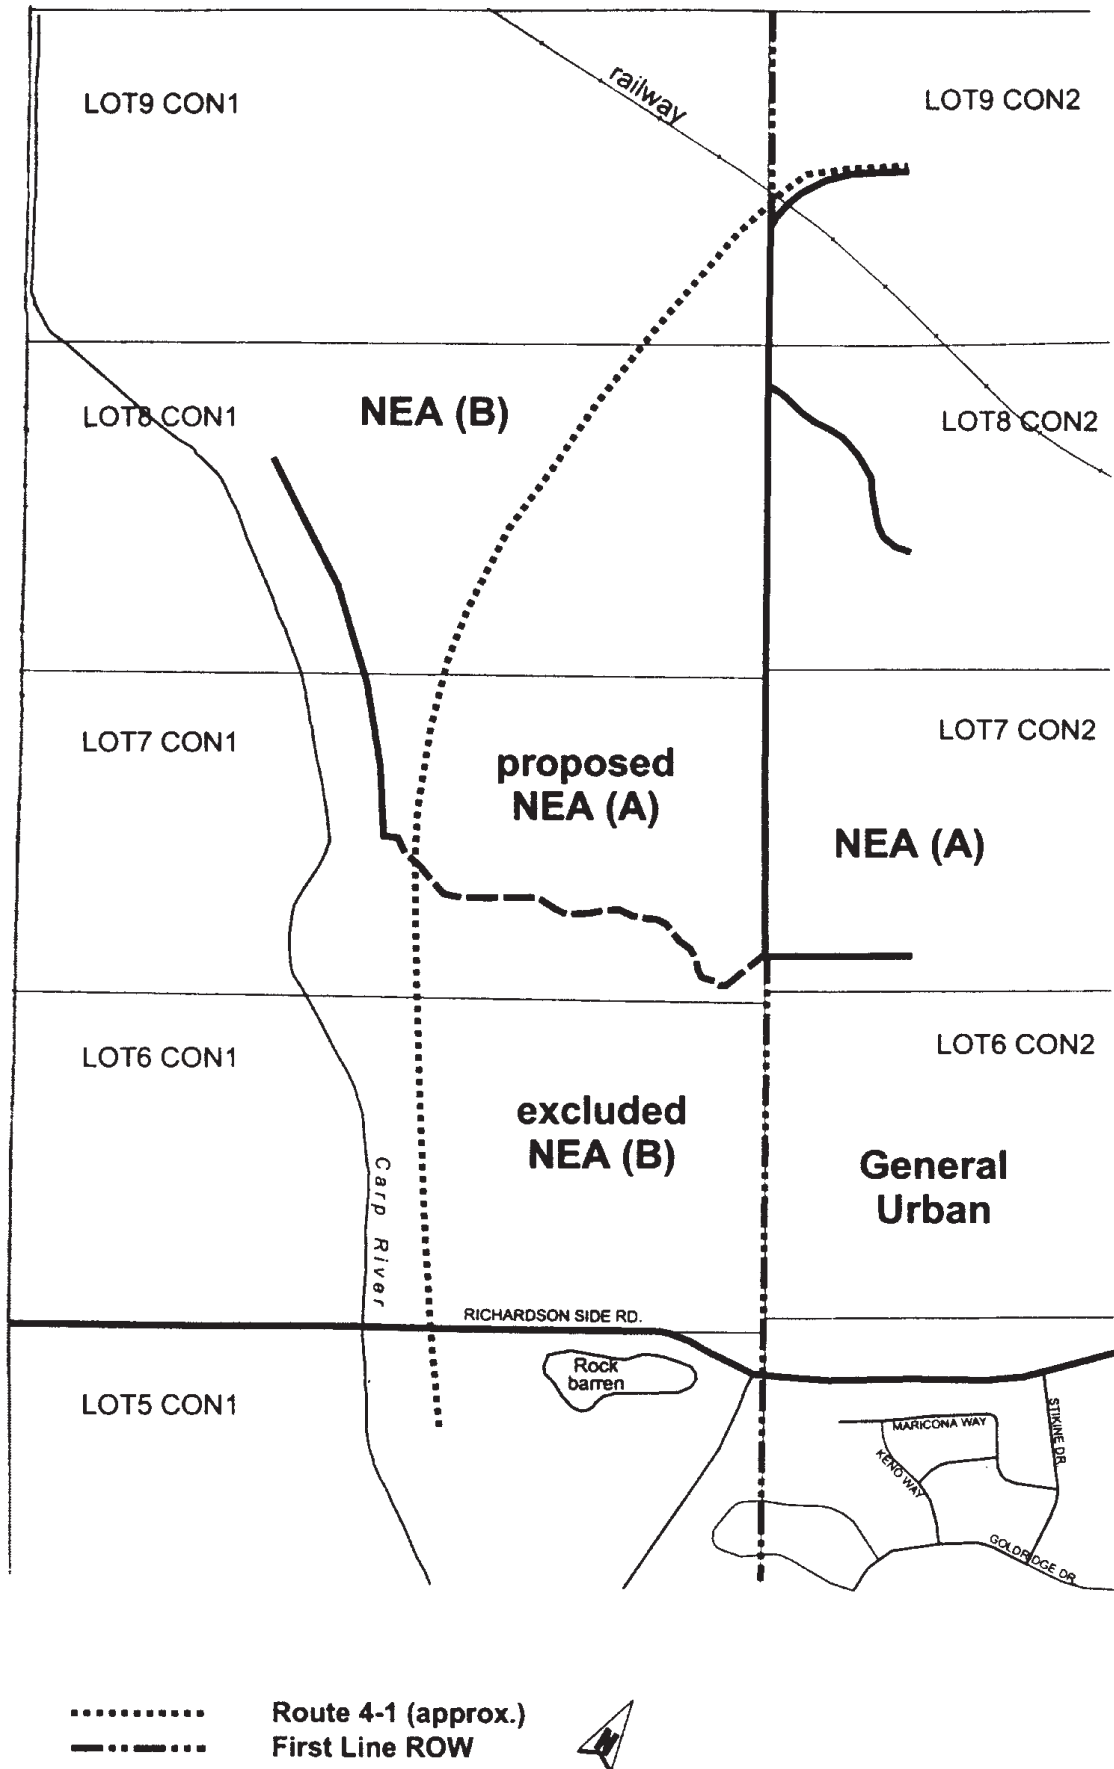 railway
LOT9 CON1
LOT9 CON2
NEA (B)
LOT8 CON1
LOT8 CON2
LOT7 CON1
proposed
NEA (A)
LOT7 CON2
NEA (A)
LOT6 CON1
LOT6 CON2
excluded
NEA (B)
General
Urban
Carp River
RICHARDSON SIDE RD.
Rock
barren
LOT5 CON1
MARICONA WAY
STIKINE DR
KENO WAY
GOLDRIDGE DR
Route 4-1 (approx.)
First Line ROW
N